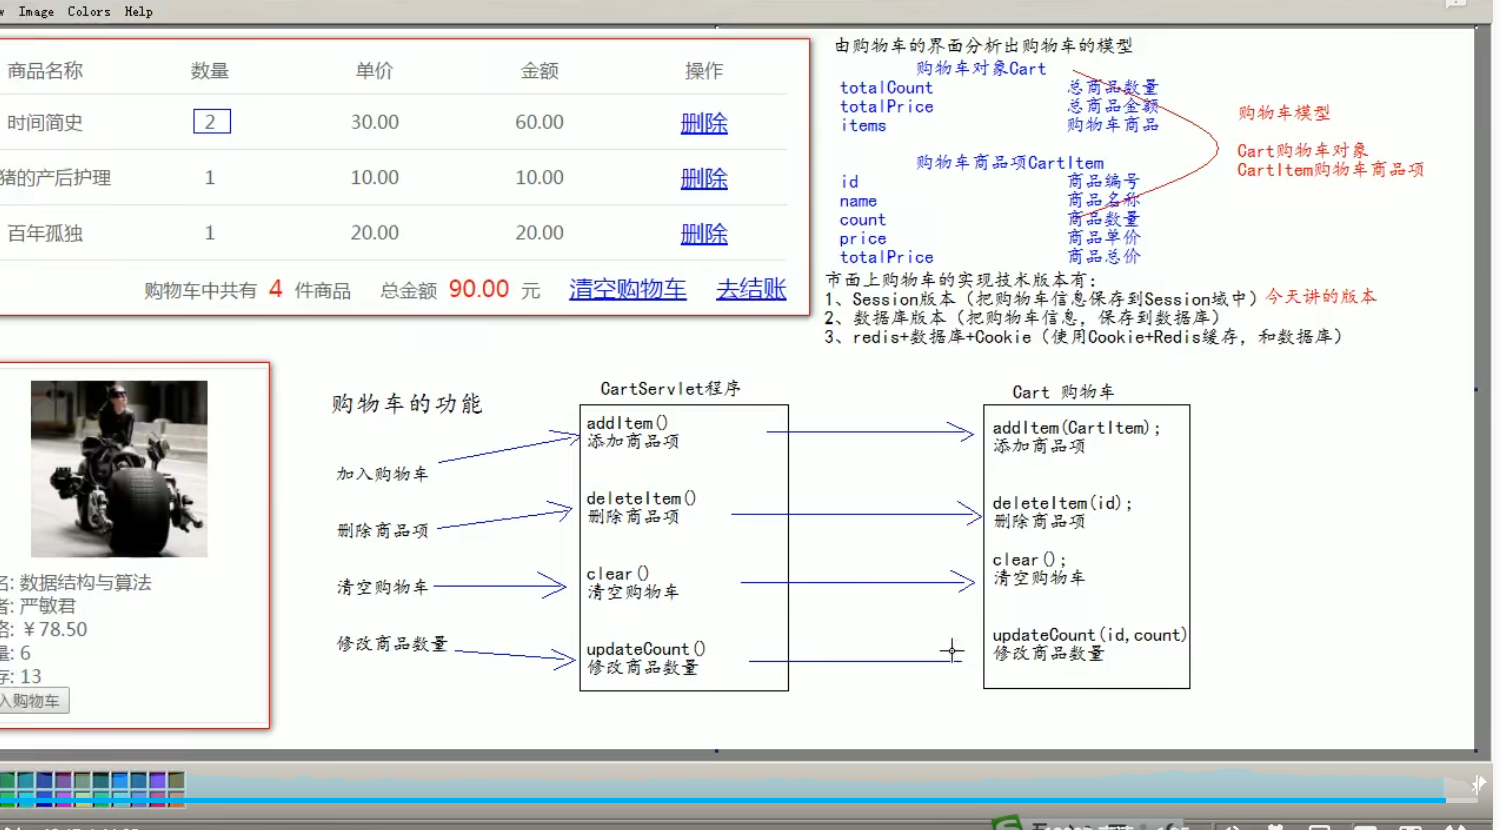 Image Colors Help
商品名称 数量 单价 金额 操作
时间简史 2 30.00 60.00 删除
猪的产后护理 1 10.00 10.00 删除
百年孤独 1 20.00 20.00 删除
购物车中共有 4 件商品 总金额 90.00 元 清空购物车 去结账
由购物车的界面分析出购物车的模型
购物车对象Cart
totalCount 总商品数量
totalPrice 总商品金额
items 购物车商品
购物车商品项CartItem
id 商品编号
name 商品名称
count 商品数量
price 商品单价
totalPrice 商品总价
购物车模型
Cart购物车对象
CartItem购物车商品项
市面上购物车的实现技术版本有:
1、Session版本（把购物车信息保存到Session域中）今天讲的版本
2、数据库版本（把购物车信息，保存到数据库）
3、redis+数据库+Cookie（使用Cookie+Redis缓存，和数据库）
名: 数据结构与算法
者: 严敏君
格: ￥78.50
量: 6
存: 13
入购物车
购物车的功能
加入购物车
删除商品项
清空购物车
修改商品数量
CartServlet程序
addItem()
添加商品项
deleteItem()
删除商品项
clear()
清空购物车
updateCount()
修改商品数量
Cart 购物车
addItem(CartItem);
添加商品项
deleteItem(id);
删除商品项
clear();
清空购物车
updateCount(id,count)
修改商品数量